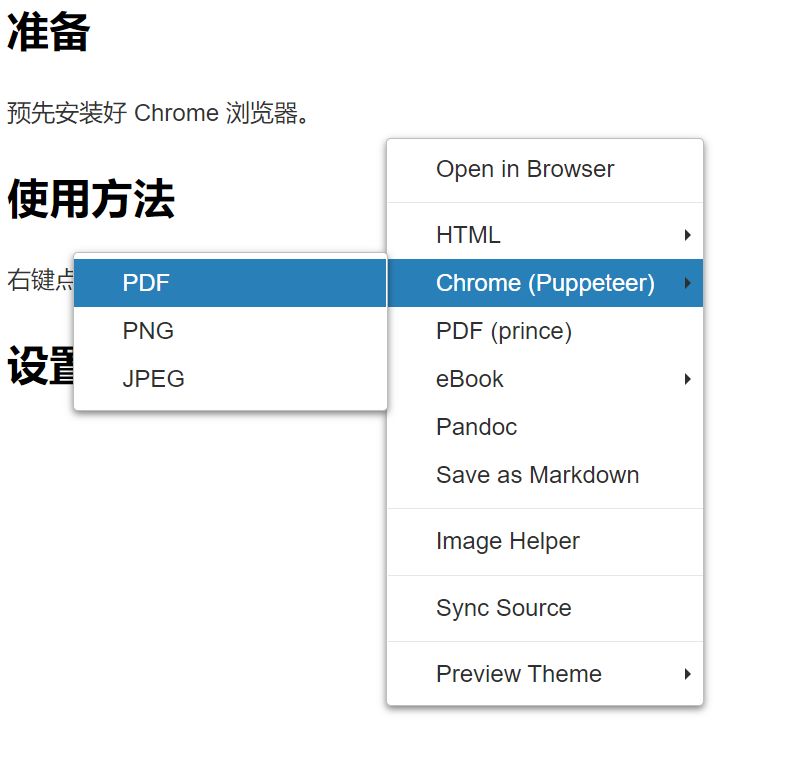 准备
预先安装好 Chrome 浏览器。
使用方法
右键点
设置
Open in Browser
HTML
Chrome (Puppeteer)
PDF (prince)
eBook
Pandoc
Save as Markdown
Image Helper
Sync Source
Preview Theme
PDF
PNG
JPEG